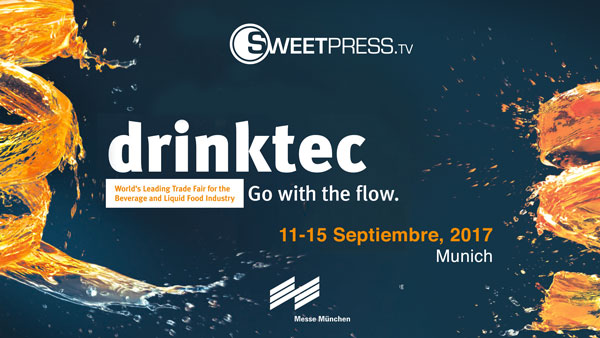 SWEETPRESS.TV
drinktec
World's Leading Trade Fair for the
Beverage and Liquid Food Industry
Go with the flow.
11-15 Septiembre, 2017
Munich
Messe München